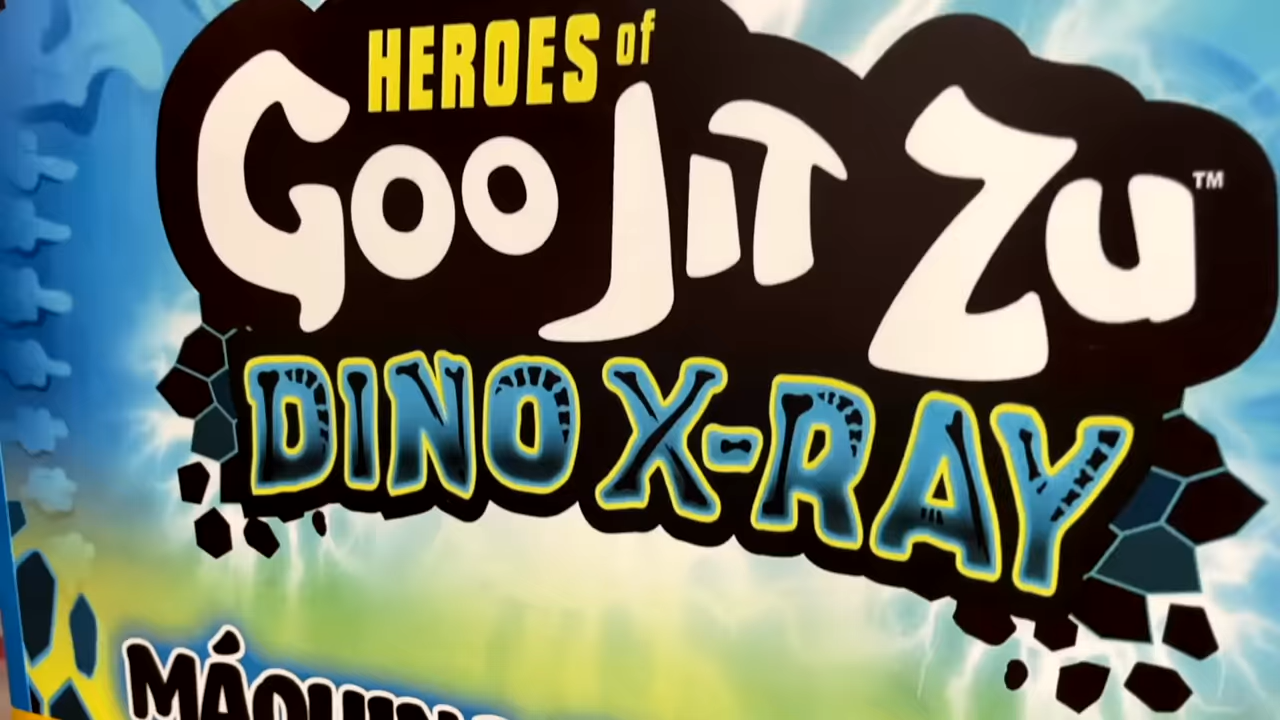 HEROES of
Goo JiT Zu™
DINO X-RAY